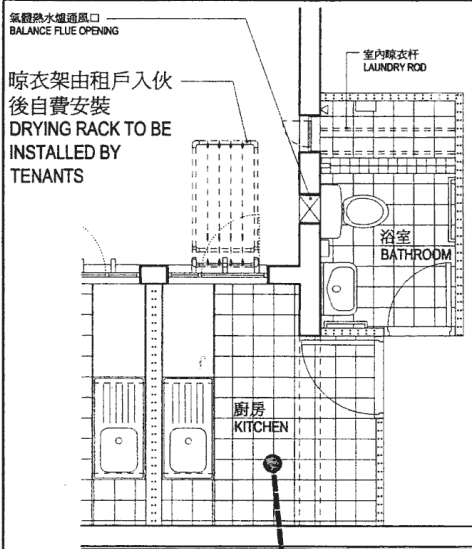 氣體熱水爐通風口
BALANCE FLUE OPENING
室內晾衣杆
LAUNDRY ROD
晾衣架由租戶入伙
後自費安裝
DRYING RACK TO BE
INSTALLED BY
TENANTS
浴室
BATHROOM
廚房
KITCHEN